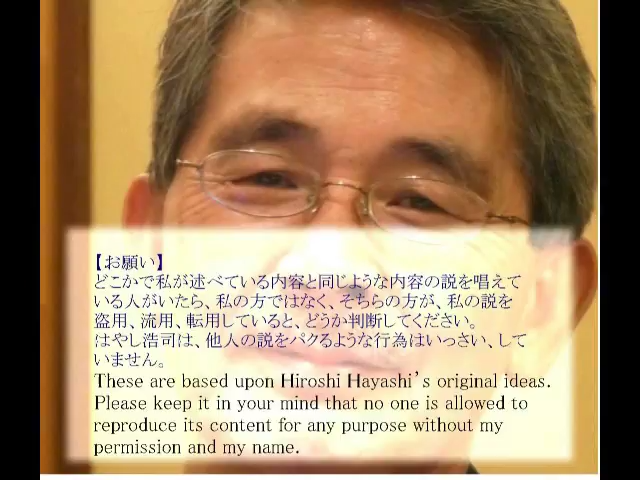 【お願い】
どこかで私が述べている内容と同じような内容の説を唱えて
いる人がいたら、私の方ではなく、そちらの方が、私の説を
盗用、流用、転用していると、どうか判断してください。
はやし浩司は、他人の説をパクるような行為はいっさい、して
いません。
These are based upon Hiroshi Hayashi's original ideas.
Please keep it in your mind that no one is allowed to
reproduce its content for any purpose without my
permission and my name.